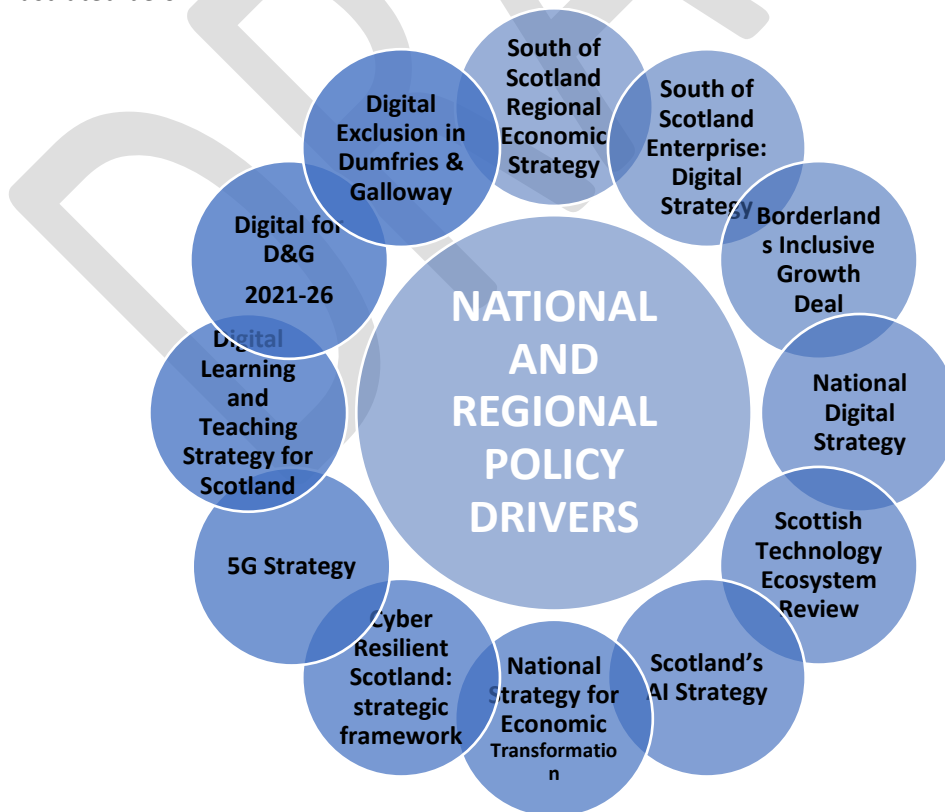 South of
Scotland
Regional
Economic
Strategy
South of
Scotland
Enterprise:
Digital
Strategy
Borderland
s Inclusive
Growth
Deal
National
Digital
Strategy
Scottish
Technology
Ecosystem
Review
Scotland's
AI Strategy
National
Strategy for
Economic
Transformatio
n
Cyber
Resilient
Scotland:
strategic
framework
5G Strategy
Digital
Learning
and
Teaching
Strategy for
Scotland
Digital for
D&G
2021-26
Digital
Exclusion in
Dumfries &
Galloway
NATIONAL
AND
REGIONAL
POLICY
DRIVERS